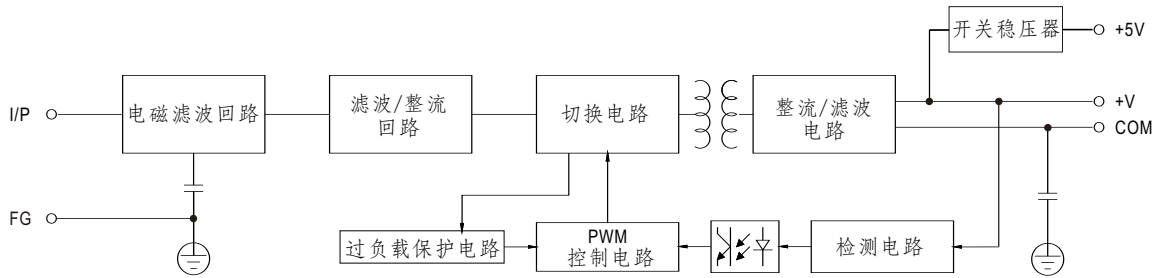 开关稳压器
+5V
I/P
电磁滤波回路
滤波/整流
回路
切换电路
整流/滤波
电路
+V
COM
FG
过负载保护电路
PWM
控制电路
检测电路